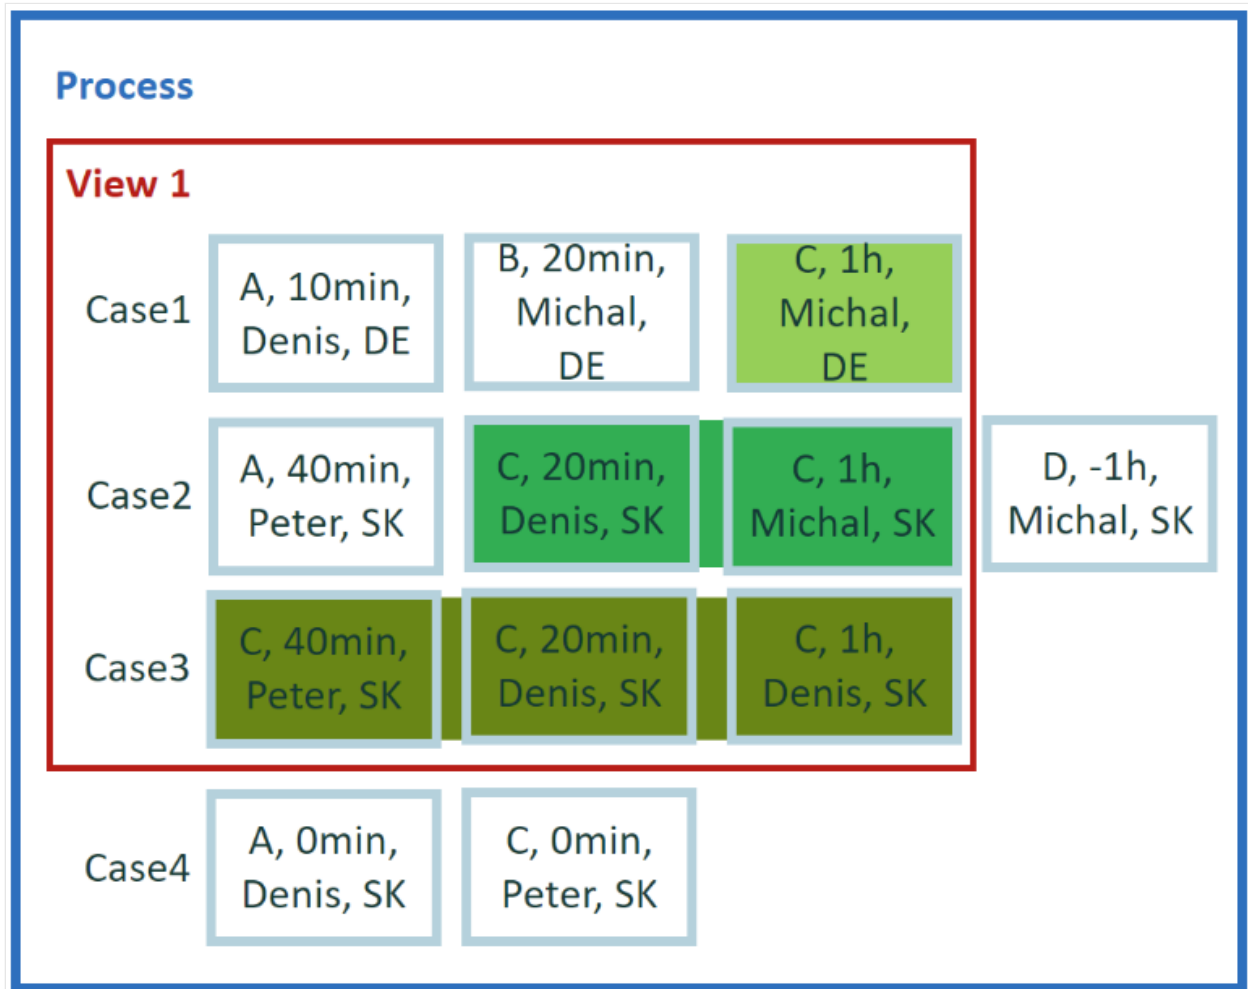 Process
View 1
Case1
A, 10min,
Denis, DE
B, 20min,
Michal,
DE
C, 1h,
Michal,
DE
Case2
A, 40min,
Peter, SK
C, 20min,
Denis, SK
C, 1h,
Michal, SK
D, -1h,
Michal, SK
Case3
C, 40min,
Peter, SK
C, 20min,
Denis, SK
C, 1h,
Denis, SK
Case4
A, 0min,
Denis, SK
C, 0min,
Peter, SK